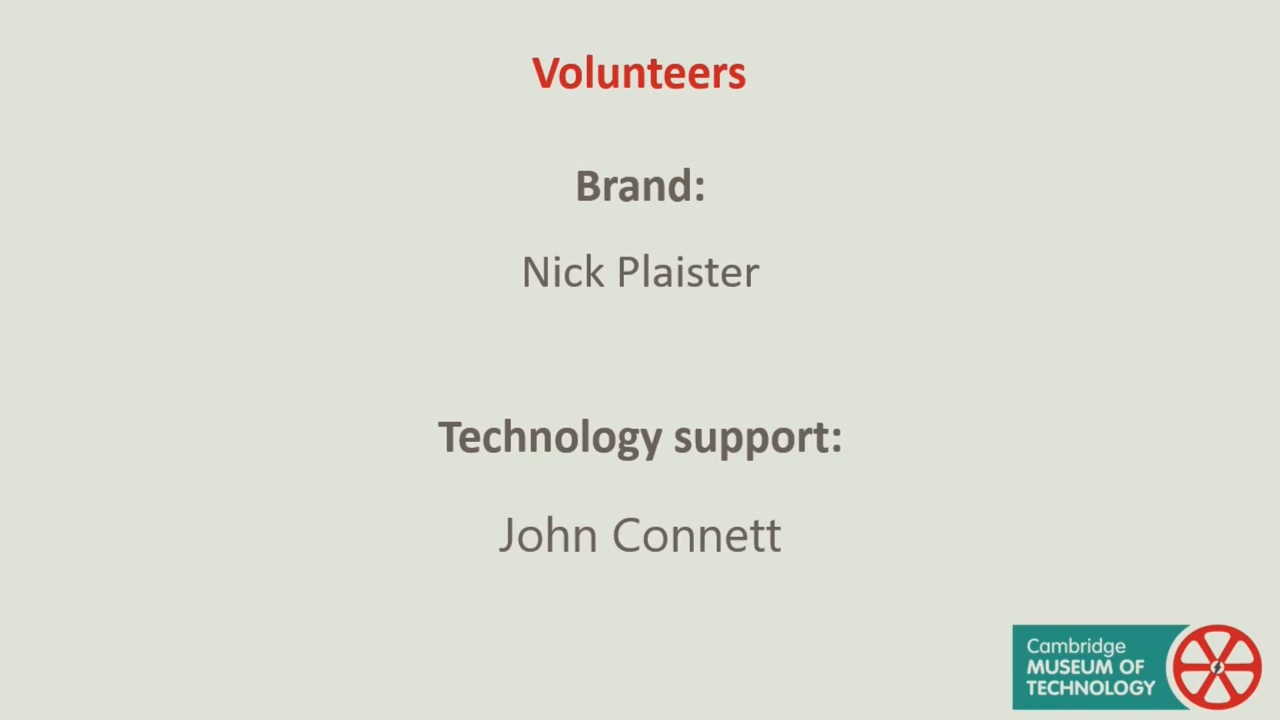 Volunteers
Brand:
Nick Plaister
Technology support:
John Connett
Cambridge
MUSEUM OF
TECHNOLOGY